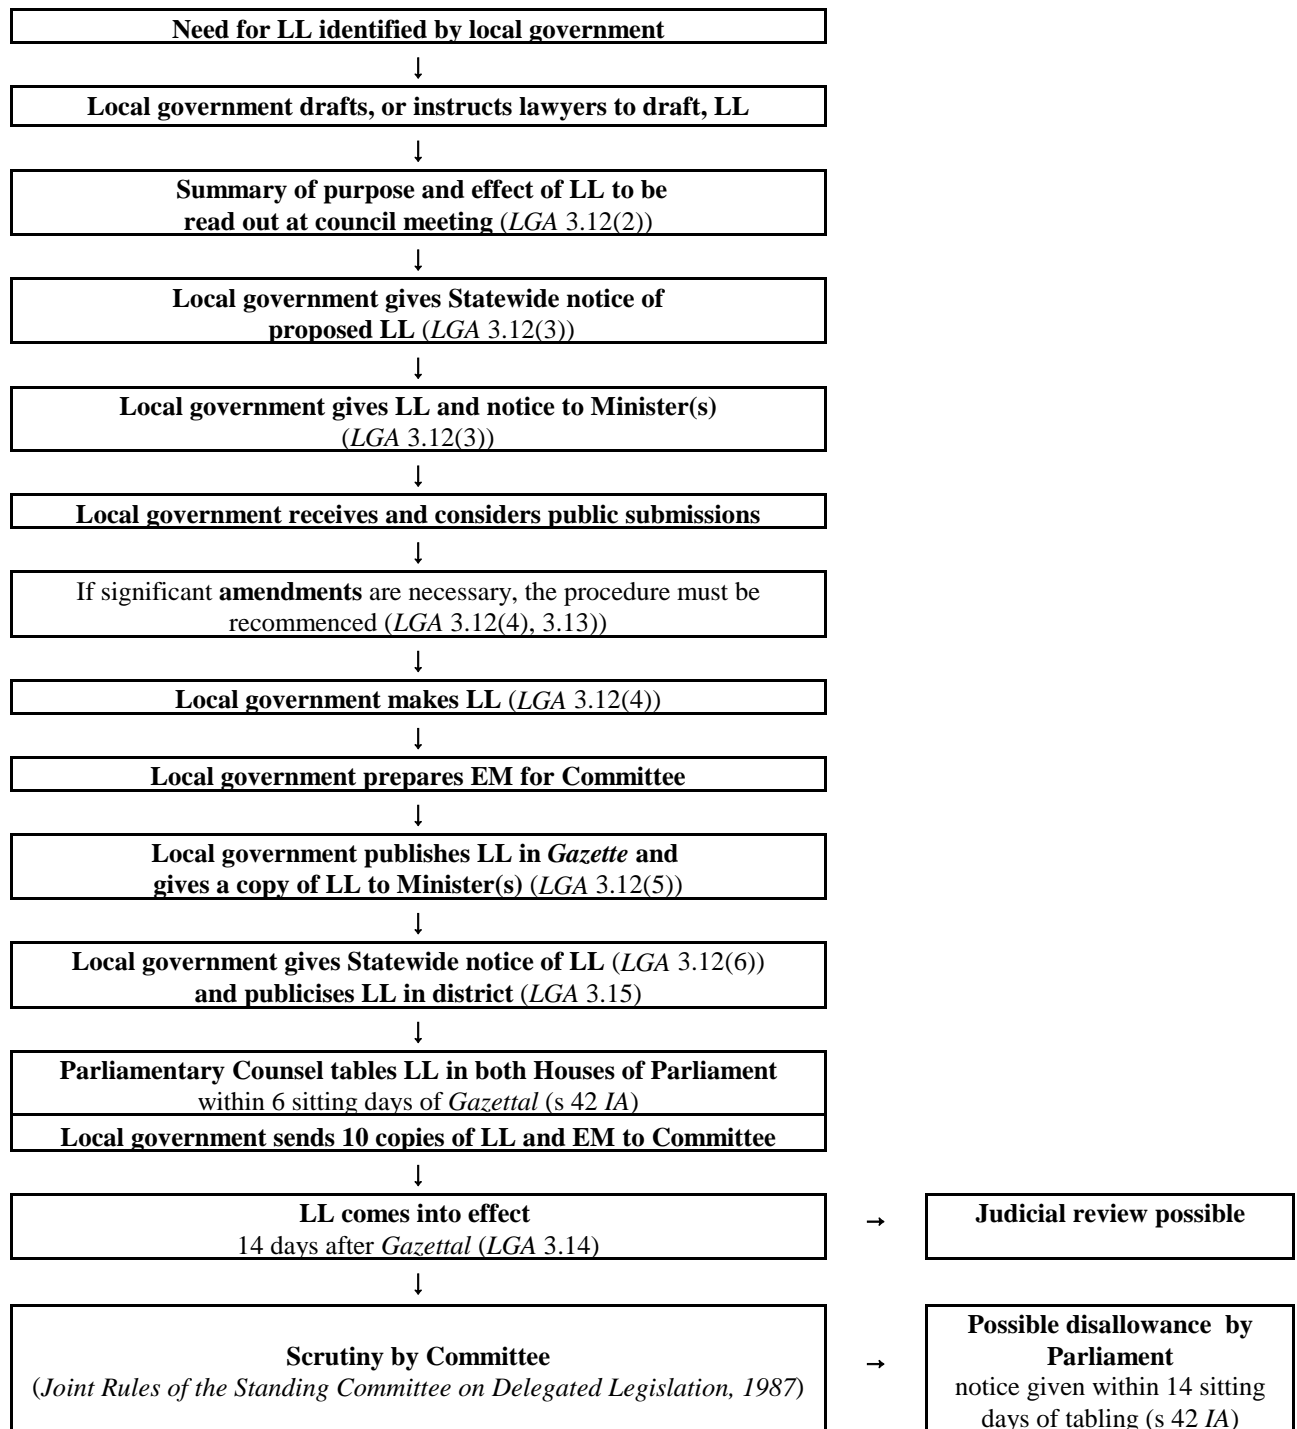 Need for LL identified by local government
↓
Local government drafts, or instructs lawyers to draft, LL
↓
Summary of purpose and effect of LL to be
read out at council meeting (LGA 3.12(2))
↓
Local government gives Statewide notice of
proposed LL (LGA 3.12(3))
↓
Local government gives LL and notice to Minister(s)
(LGA 3.12(3))
↓
Local government receives and considers public submissions
↓
If significant amendments are necessary, the procedure must be
recommenced (LGA 3.12(4), 3.13))
↓
Local government makes LL (LGA 3.12(4))
↓
Local government prepares EM for Committee
↓
Local government publishes LL in Gazette and
gives a copy of LL to Minister(s) (LGA 3.12(5))
↓
Local government gives Statewide notice of LL (LGA 3.12(6))
and publicises LL in district (LGA 3.15)
↓
Parliamentary Counsel tables LL in both Houses of Parliament
within 6 sitting days of Gazettal (s 42 IA)
Local government sends 10 copies of LL and EM to Committee
↓
LL comes into effect
14 days after Gazettal (LGA 3.14)
→
Judicial review possible
↓
Scrutiny by Committee
(Joint Rules of the Standing Committee on Delegated Legislation, 1987)
→
Possible disallowance by
Parliament
notice given within 14 sitting
days of tabling (s 42 IA)